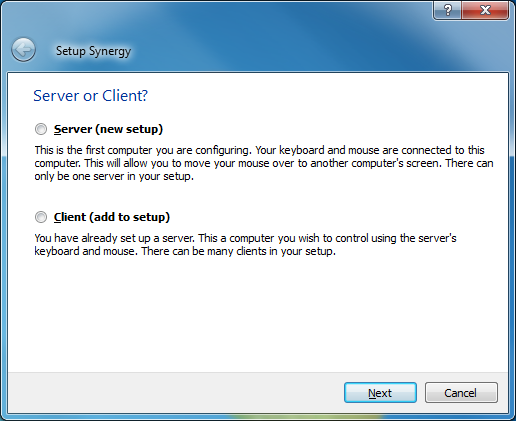 ?
Setup Synergy
Server or Client?
Server (new setup)
This is the first computer you are configuring. Your keyboard and mouse are connected to this
computer. This will allow you to move your mouse over to another computer's screen. There can
only be one server in your setup.
Client (add to setup)
You have already set up a server. This a computer you wish to control using the server's
keyboard and mouse. There can be many clients in your setup.
Next
Cancel